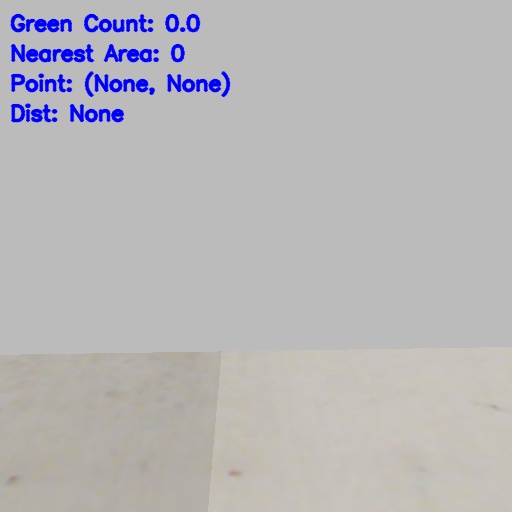 Green Count: 0.0
Nearest Area: 0
Point: (None, None)
Dist: None